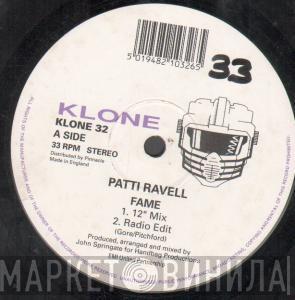 5 019482 103265
33
KLONE
KLONE 32
A SIDE
33 RPM STEREO
Distributed by Pinnacle
Made in England
PATTI RAVELL
FAME
1. 12" Mix
2. Radio Edit
(Gore/Pitchford)
Produced, arranged and mixed by
John Springate for Handbag Productions
МАРКЕТ ВИНИЛА